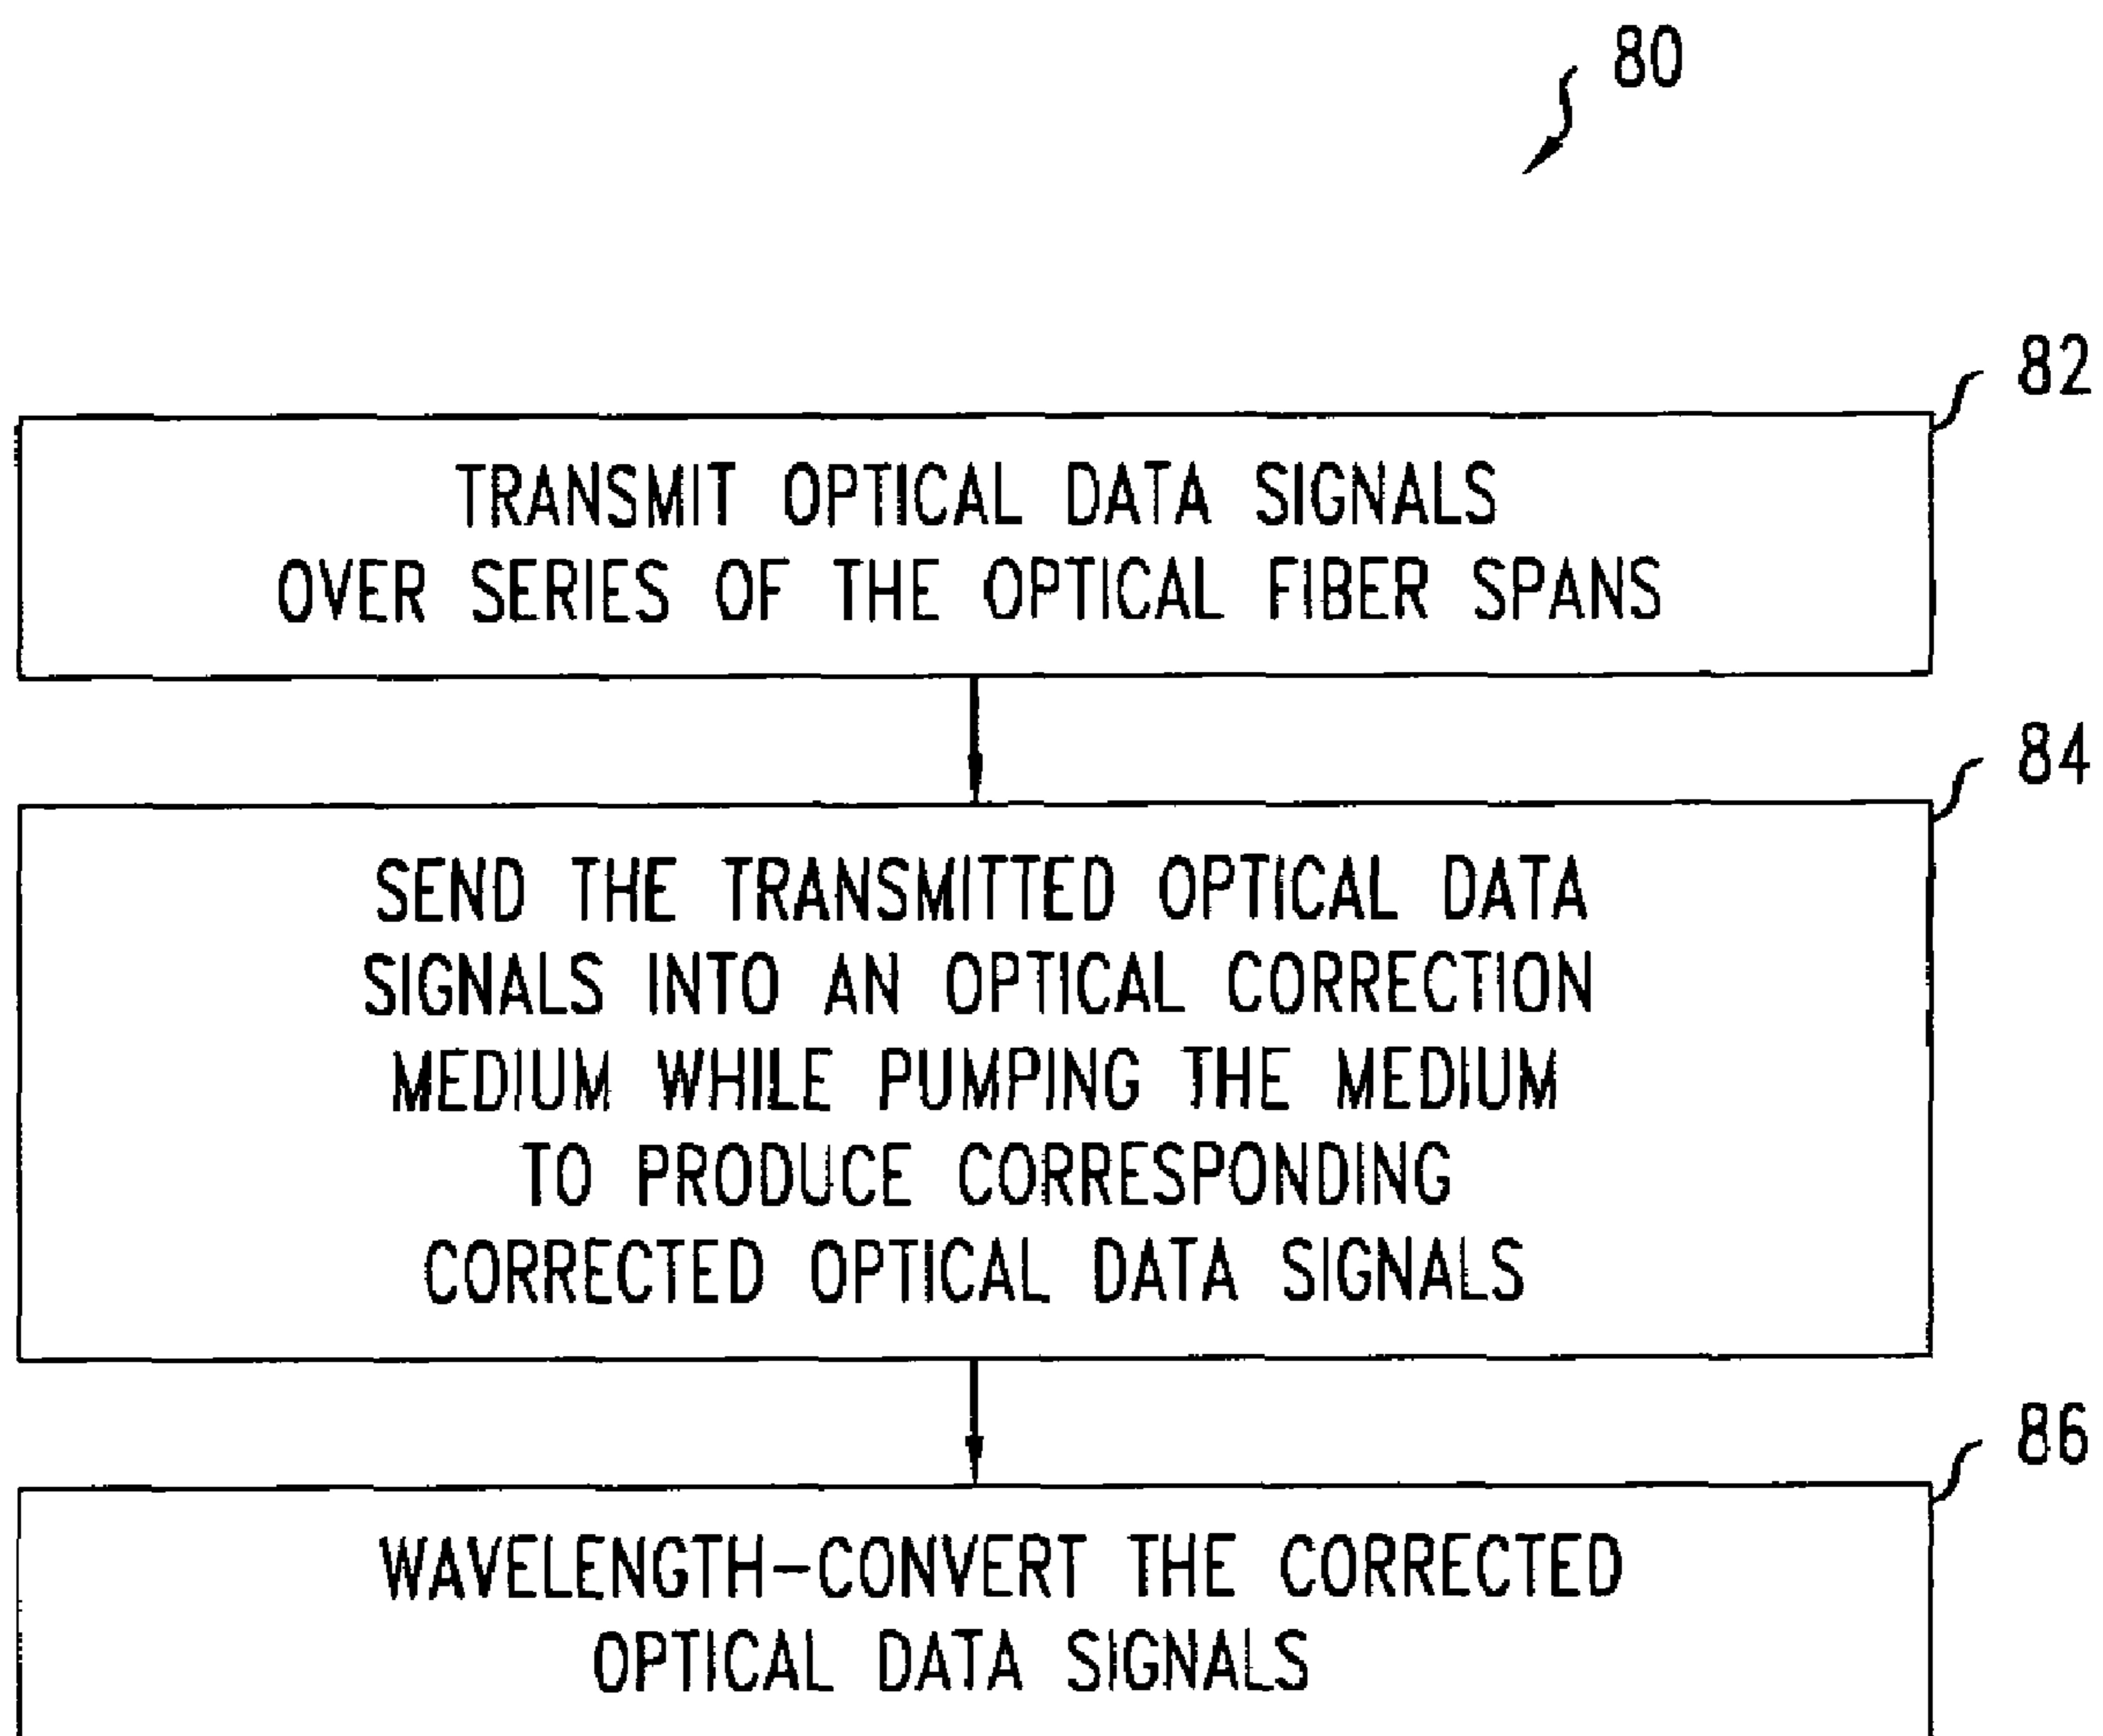 80
82
TRANSMIT OPTICAL DATA SIGNALS
OVER SERIES OF THE OPTICAL FIBER SPANS
84
SEND THE TRANSMITTED OPTICAL DATA
SIGNALS INTO AN OPTICAL CORRECTION
MEDIUM WHILE PUMPING THE MEDIUM
TO PRODUCE CORRESPONDING
CORRECTED OPTICAL DATA SIGNALS
86
WAVELENGTH-CONVERT THE CORRECTED
OPTICAL DATA SIGNALS